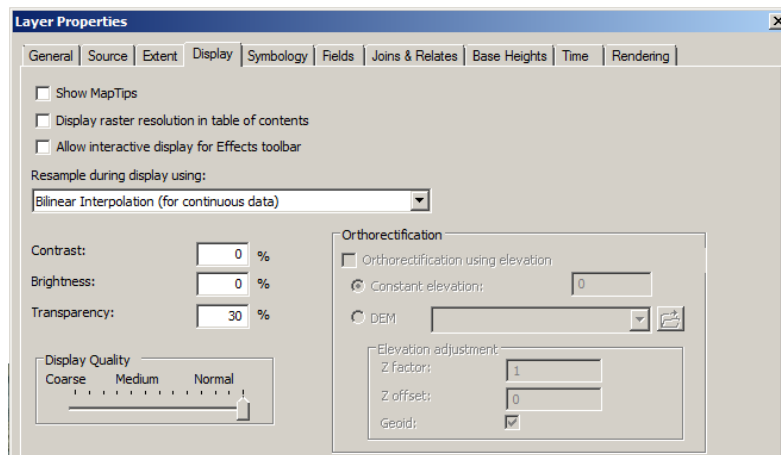 Layer Properties
General Source Extent Display Symbology Fields Joins & Relates Base Heights Time Rendering
Show MapTips
Display raster resolution in table of contents
Allow interactive display for Effects toolbar
Resample during display using:
Bilinear Interpolation (for continuous data)
Contrast: 0 %
Brightness: 0 %
Transparency: 30 %
Display Quality
Coarse Medium Normal
Orthorectification
Orthorectification using elevation
Constant elevation: 0
DEM
Elevation adjustment
Z factor: 1
Z offset: 0
Geoid: